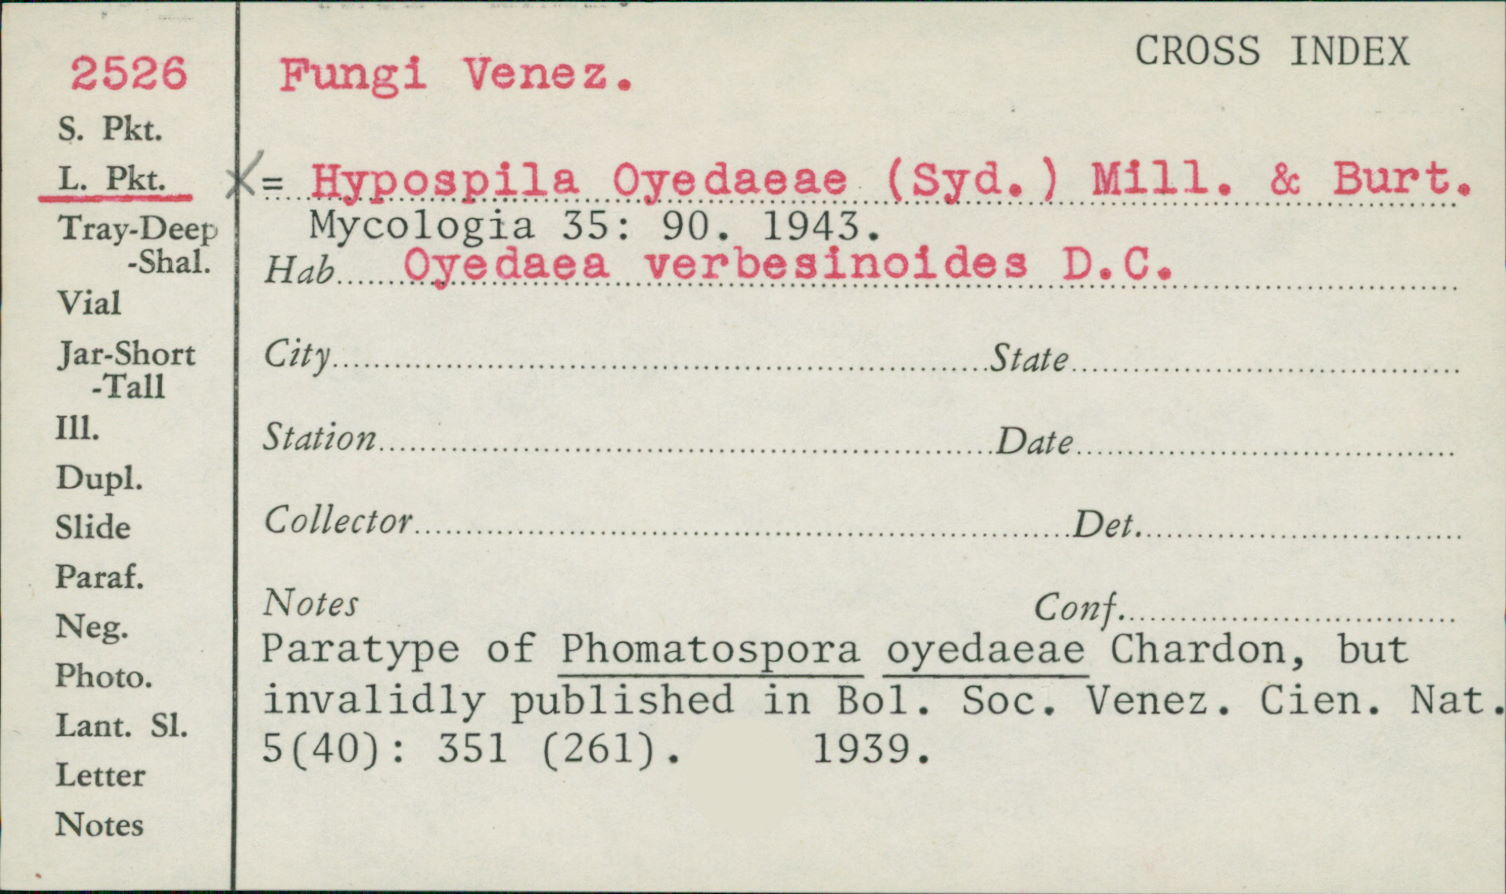 CROSS INDEX
2526
Fungi Venez.
S. Pkt.
L. Pkt.
X= Hypospila Oyedaeae (Syd.) Mill. & Burt.
Mycologia 35: 90. 1943.
Tray-Deep
-Shal.
Hab Oyedaea verbesinoides D.C.
Vial
Jar-Short
-Tall
City State
Ill.
Station Date
Dupl.
Slide
Collector Det.
Paraf.
Neg.
Notes Conf.
Photo.
Paratype of Phomatospora oyedaeae Chardon, but
Lant. Sl.
invalidly published in Bol. Soc. Venez. Cien. Nat.
5(40): 351 (261). 1939.
Letter
Notes